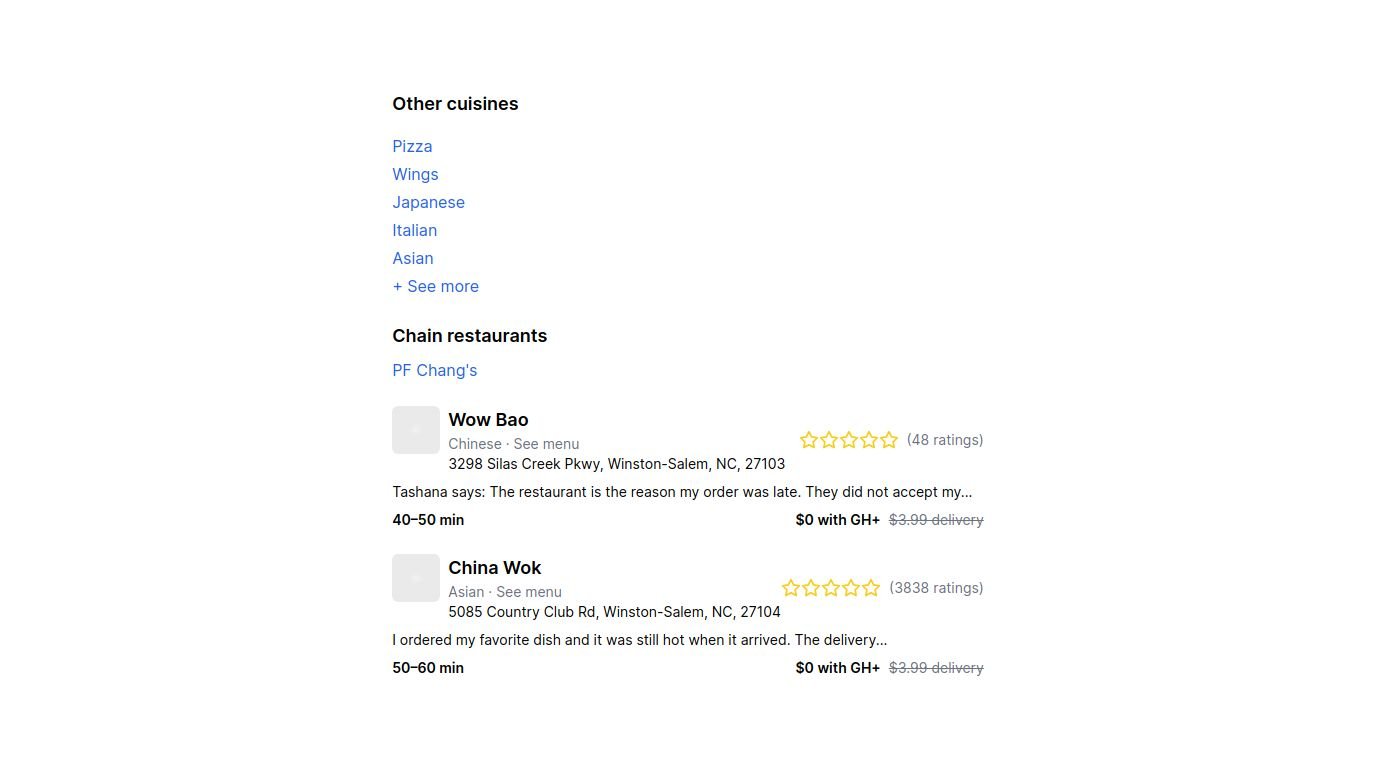 Other cuisines
Pizza
Wings
Japanese
Italian
Asian
+ See more
Chain restaurants
PF Chang's
Wow Bao
Chinese · See menu
(48 ratings)
3298 Silas Creek Pkwy, Winston-Salem, NC, 27103
Tashana says: The restaurant is the reason my order was late. They did not accept my...
40–50 min
$0 with GH+ $3.99 delivery
China Wok
Asian · See menu
(3838 ratings)
5085 Country Club Rd, Winston-Salem, NC, 27104
I ordered my favorite dish and it was still hot when it arrived. The delivery...
50–60 min
$0 with GH+ $3.99 delivery